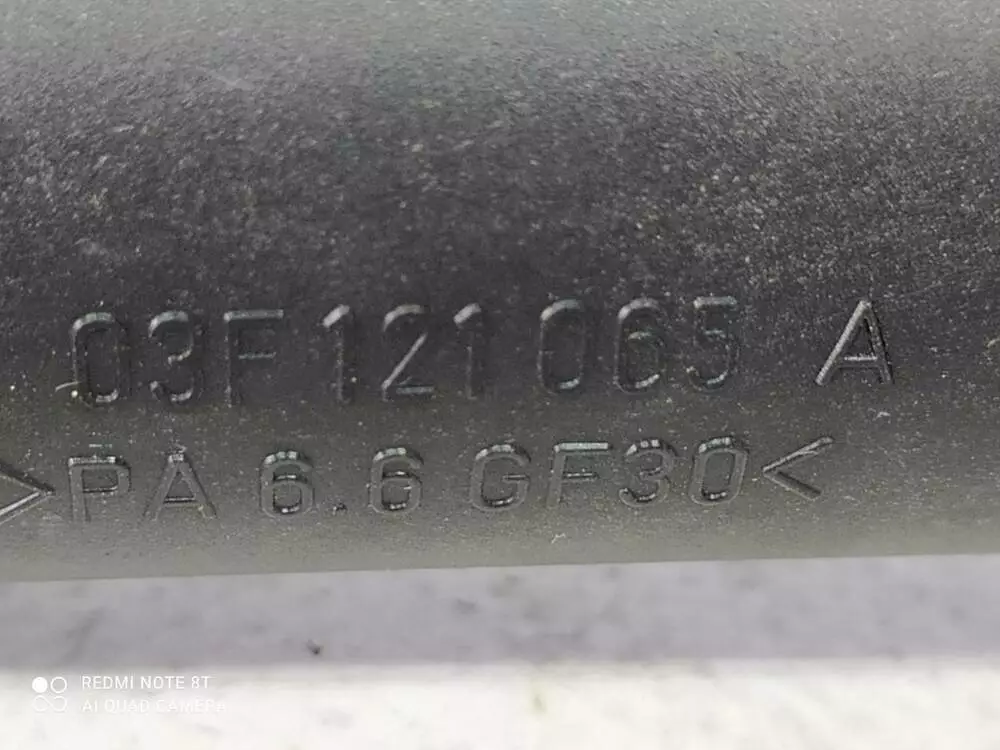 03F 121 065 A
>PA 6.6 GF30<
REDMI NOTE 8T
AI QUAD CAMERA